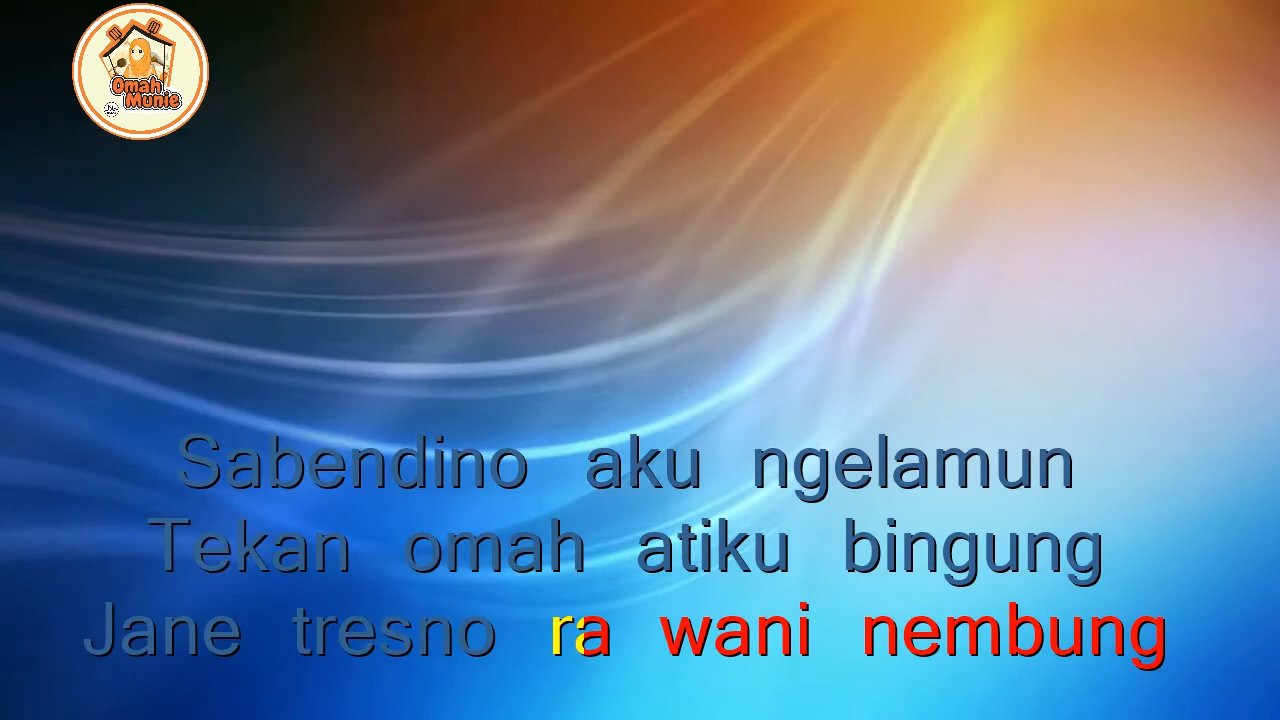 Omah
Munie
Sabendino aku ngelamun
Tekan omah atiku bingung
Jane tresno ra wani nembung